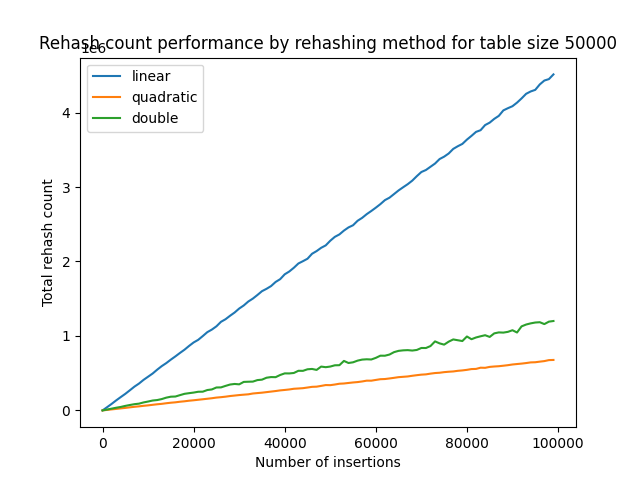 Rehash count performance by rehashing method for table size 50000
1e6
linear
quadratic
double
4
3
2
1
0
Total rehash count
0 20000 40000 60000 80000 100000
Number of insertions